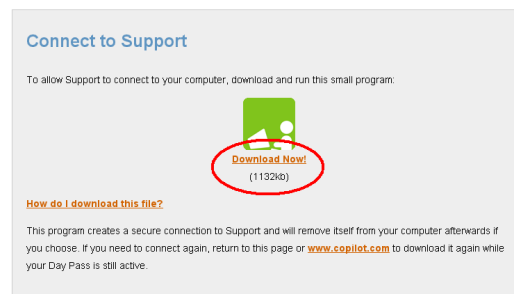 Connect to Support
To allow Support to connect to your computer, download and run this small program:
Download Now!
(1132kb)
How do I download this file?
This program creates a secure connection to Support and will remove itself from your computer afterwards if
you choose. If you need to connect again, return to this page or www.copilot.com to download it again while
your Day Pass is still active.